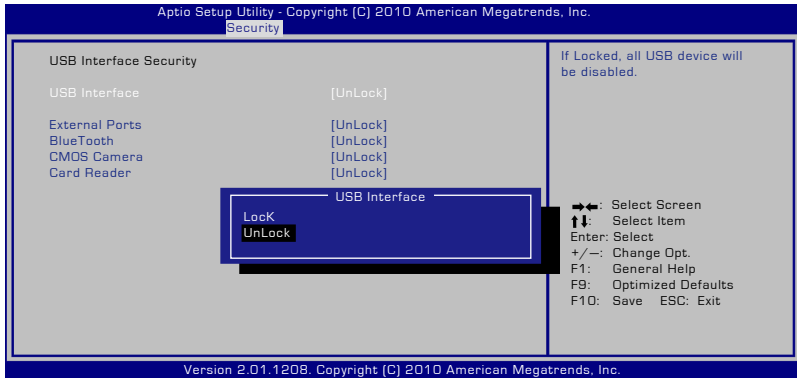 Aptio Setup Utility - Copyright (C) 2010 American Megatrends, Inc.
Security
USB Interface Security
USB Interface [UnLock]
External Ports [UnLock]
BlueTooth [UnLock]
CMOS Camera [UnLock]
Card Reader [UnLock]
USB Interface
LocK
UnLock
If Locked, all USB device will
be disabled.
→←: Select Screen
↑↓: Select Item
Enter: Select
+/—: Change Opt.
F1: General Help
F9: Optimized Defaults
F10: Save ESC: Exit
Version 2.01.1208. Copyright (C) 2010 American Megatrends, Inc.